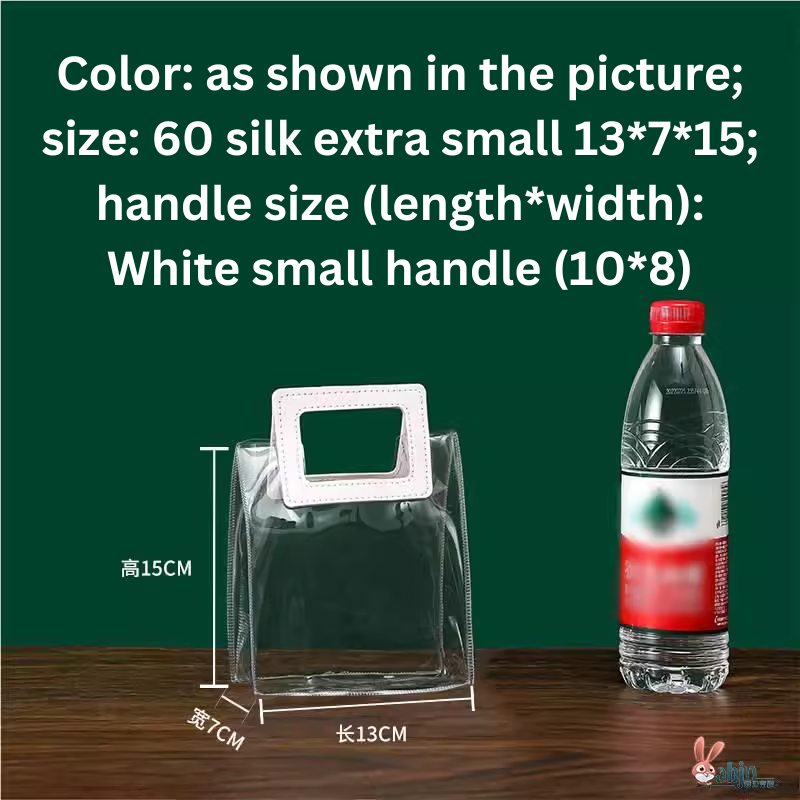 Color: as shown in the picture;
size: 60 silk extra small 13*7*15;
handle size (length*width):
White small handle (10*8)
高15CM
宽7CM
长13CM